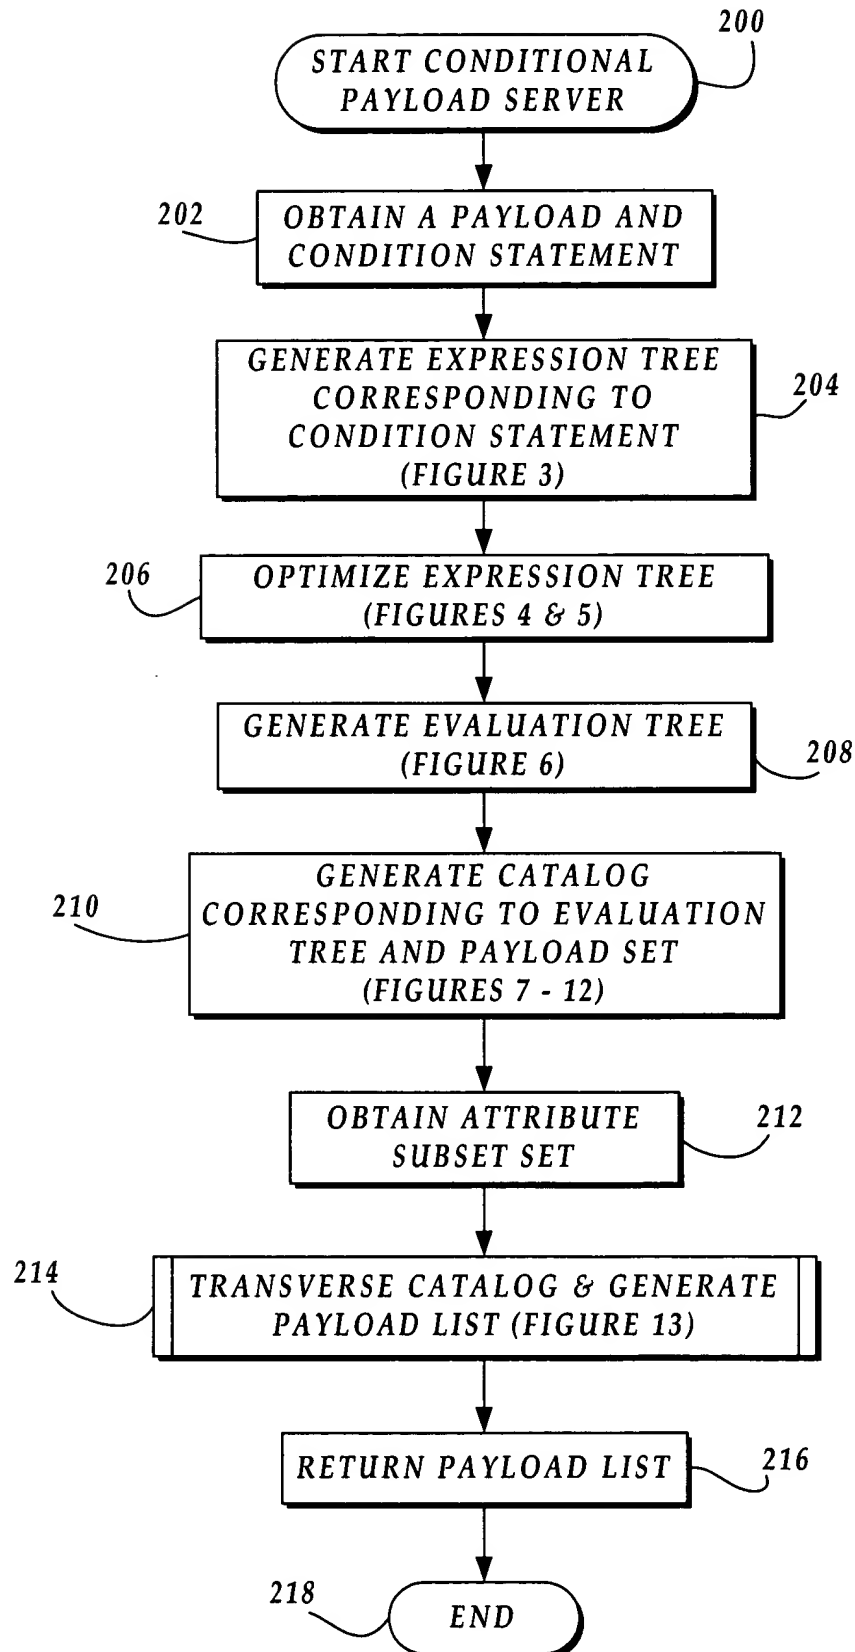 200
START CONDITIONAL
PAYLOAD SERVER
202
OBTAIN A PAYLOAD AND
CONDITION STATEMENT
GENERATE EXPRESSION TREE
CORRESPONDING TO
CONDITION STATEMENT
(FIGURE 3)
204
206
OPTIMIZE EXPRESSION TREE
(FIGURES 4 & 5)
GENERATE EVALUATION TREE
(FIGURE 6)
208
210
GENERATE CATALOG
CORRESPONDING TO EVALUATION
TREE AND PAYLOAD SET
(FIGURES 7 - 12)
OBTAIN ATTRIBUTE
SUBSET SET
212
214
TRANSVERSE CATALOG & GENERATE
PAYLOAD LIST (FIGURE 13)
RETURN PAYLOAD LIST
216
218
END